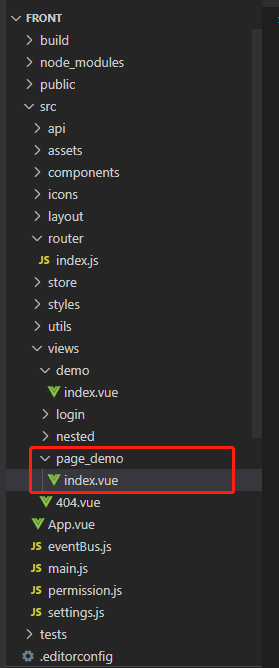 FRONT
build
node_modules
public
src
api
assets
components
icons
layout
router
JS index.js
store
styles
utils
views
demo
index.vue
login
nested
page_demo
index.vue
404.vue
App.vue
JS eventBus.js
JS main.js
JS permission.js
JS settings.js
tests
.editorconfig